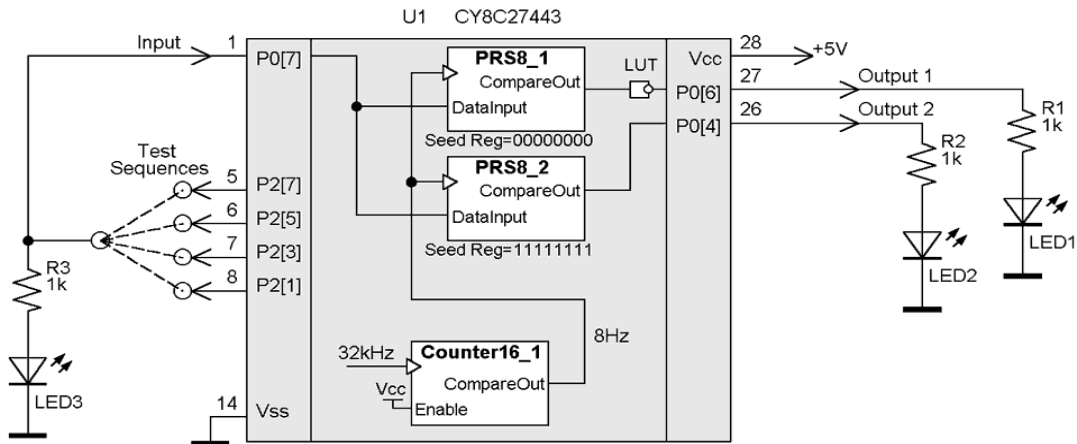 U1 CY8C27443
Input
1
P0[7]
PRS8_1
CompareOut
DataInput
Seed Reg=00000000
LUT
Vcc
28
+5V
27
P0[6]
Output 1
26
P0[4]
Output 2
R1
1k
R2
1k
LED1
LED2
Test
Sequences
5
P2[7]
6
P2[5]
7
P2[3]
8
P2[1]
PRS8_2
CompareOut
DataInput
Seed Reg=11111111
R3
1k
LED3
8Hz
32kHz
Counter16_1
CompareOut
Vcc
Enable
14
Vss